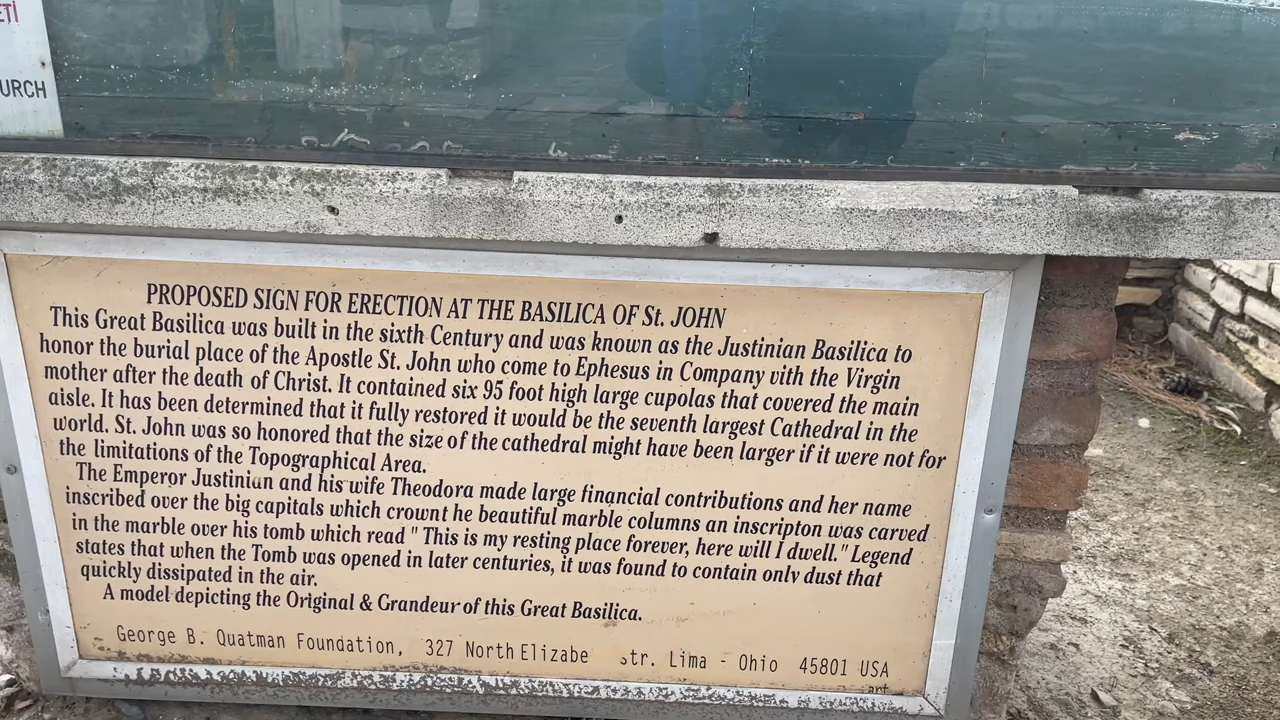 ETİ
URCH
PROPOSED SIGN FOR ERECTION AT THE BASILICA OF St. JOHN
This Great Basilica was built in the sixth Century and was known as the Justinian Basilica to
honor the burial place of the Apostle St. John who come to Ephesus in Company vith the Virgin
mother after the death of Christ. It contained six 95 foot high large cupolas that covered the main
aisle. It has been determined that it fully restored it would be the seventh largest Cathedral in the
world. St. John was so honored that the size of the cathedral might have been larger if it were not for
the limitations of the Topographical Area.
The Emperor Justinian and his wife Theodora made large financial contributions and her name
inscribed over the big capitals which crownt he beautiful marble columns an inscripton was carved
in the marble over his tomb which read " This is my resting place forever, here will I dwell." Legend
states that when the Tomb was opened in later centuries, it was found to contain only dust that
quickly dissipated in the air.
A model depicting the Original & Grandeur of this Great Basilica.
George B. Quatman Foundation, 327 North Elizabe str. Lima - Ohio 45801 USA
art